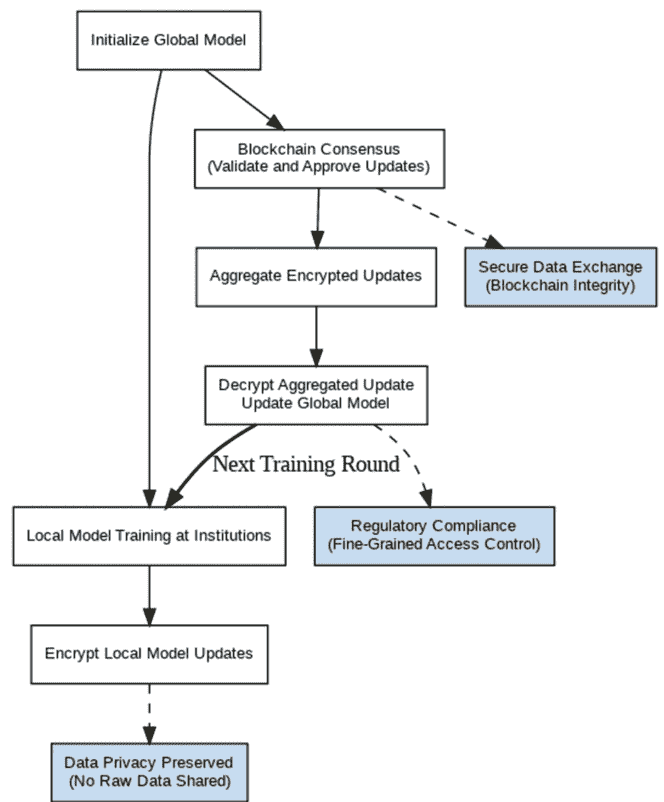 Initialize Global Model
Blockchain Consensus
(Validate and Approve Updates)
Aggregate Encrypted Updates
Secure Data Exchange
(Blockchain Integrity)
Decrypt Aggregated Update
Update Global Model
Next Training Round
Local Model Training at Institutions
Regulatory Compliance
(Fine-Grained Access Control)
Encrypt Local Model Updates
Data Privacy Preserved
(No Raw Data Shared)